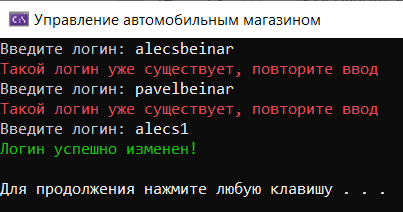 Управление автомобильным магазином
Введите логин: alecsbeinar
Такой логин уже существует, повторите ввод
Введите логин: pavelbeinar
Такой логин уже существует, повторите ввод
Введите логин: alecs1
Логин успешно изменен!
Для продолжения нажмите любую клавишу . . .